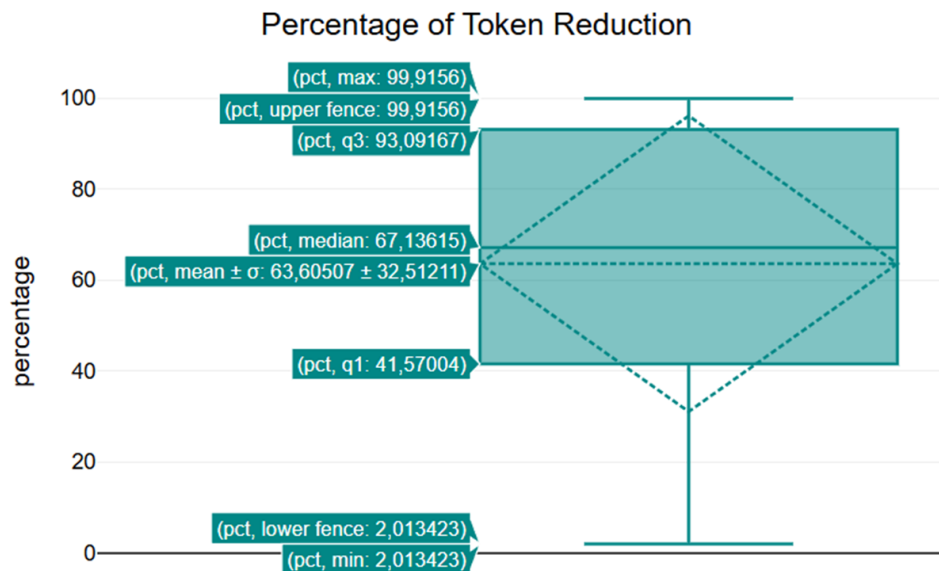 Percentage of Token Reduction
(pct, max: 99,9156)
100
(pct, upper fence: 99,9156)
(pct, q3: 93,09167)
80
(pct, median: 67,13615)
(pct, mean ± σ: 63,60507 ± 32,51211)
60
percentage
(pct, q1: 41,57004)
40
20
(pct, lower fence: 2,013423)
0
(pct, min: 2,013423)